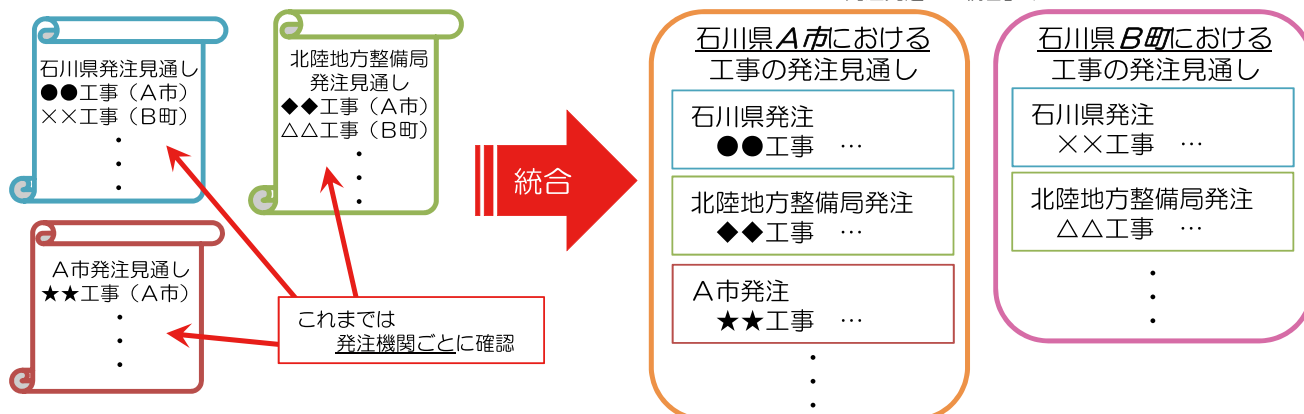 石川県発注見通し
●●工事（A市）
××工事（B町）
・
・
・
北陸地方整備局
発注見通し
◆◆工事（A市）
△△工事（B町）
・
・
・
A市発注見通し
★★工事（A市）
・
・
・
これまでは
発注機関ごとに確認
統合
石川県A市における
工事の発注見通し
石川県発注
●●工事 …
北陸地方整備局発注
◆◆工事 …
A市発注
★★工事 …
・
・
・
石川県B町における
工事の発注見通し
石川県発注
××工事 …
北陸地方整備局発注
△△工事 …
・
・
・